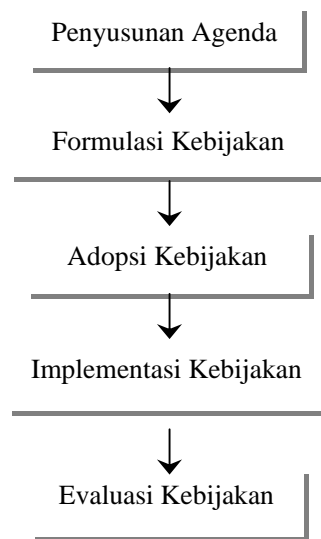 Penyusunan Agenda
Formulasi Kebijakan
Adopsi Kebijakan
Implementasi Kebijakan
Evaluasi Kebijakan